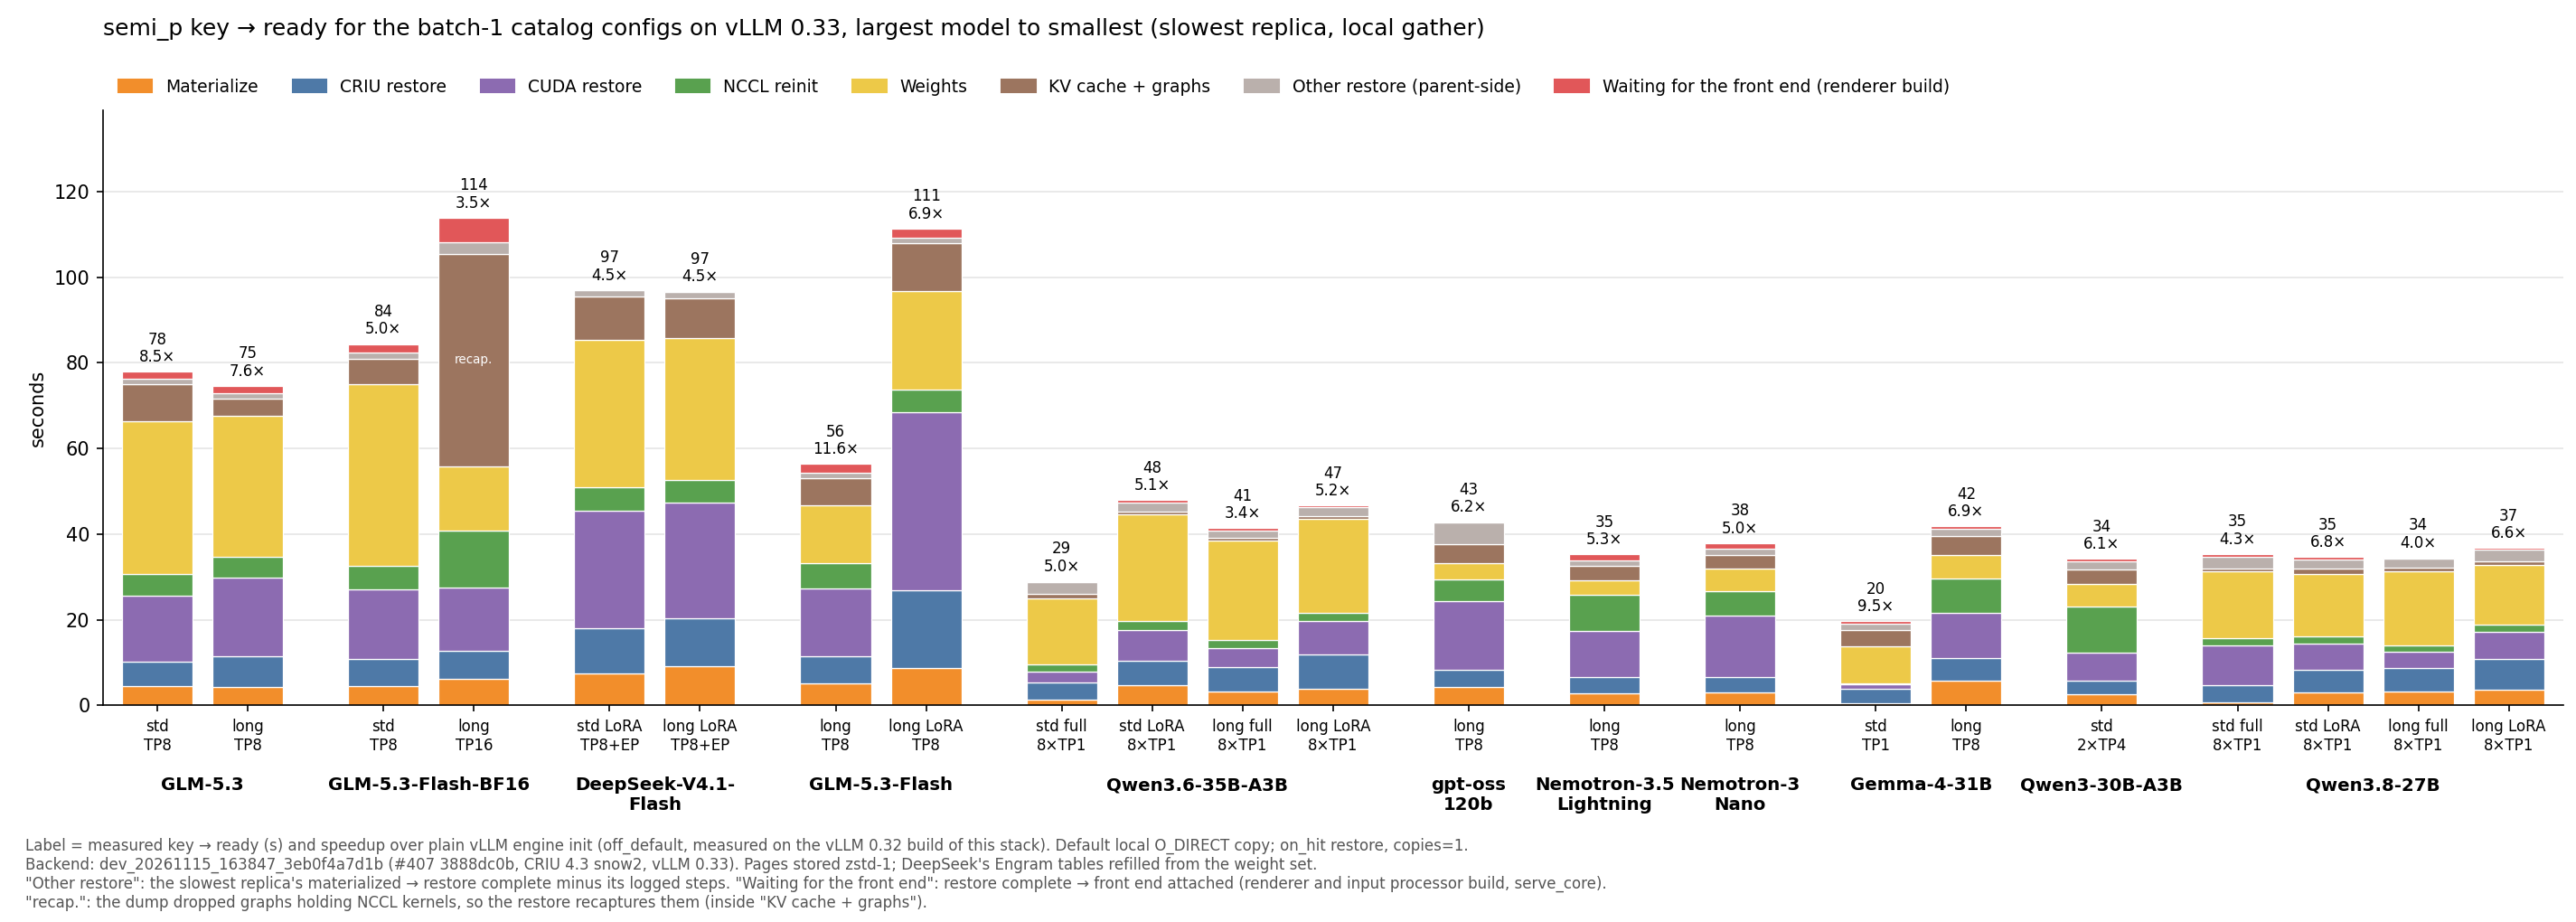 semi_p key → ready for the batch-1 catalog configs on vLLM 0.33, largest model to smallest (slowest replica, local gather)
Materialize CRIU restore CUDA restore NCCL reinit Weights KV cache + graphs Other restore (parent-side) Waiting for the front end (renderer build)
seconds
120
100
80
60
40
20
0
78
8.5×
75
7.6×
84
5.0×
114
3.5×
recap.
97
4.5×
97
4.5×
56
11.6×
111
6.9×
29
5.0×
48
5.1×
41
3.4×
47
5.2×
43
6.2×
35
5.3×
38
5.0×
20
9.5×
42
6.9×
34
6.1×
35
4.3×
35
6.8×
34
4.0×
37
6.6×
std
TP8
long
TP8
std
TP8
long
TP16
std LoRA
TP8+EP
long LoRA
TP8+EP
long
TP8
long LoRA
TP8
std full
8×TP1
std LoRA
8×TP1
long full
8×TP1
long LoRA
8×TP1
long
TP8
long
TP8
long
TP8
std
TP1
long
TP8
std
2×TP4
std full
8×TP1
std LoRA
8×TP1
long full
8×TP1
long LoRA
8×TP1
GLM-5.3
GLM-5.3-Flash-BF16
DeepSeek-V4.1-
Flash
GLM-5.3-Flash
Qwen3.6-35B-A3B
gpt-oss
120b
Nemotron-3.5
Lightning
Nemotron-3
Nano
Gemma-4-31B
Qwen3-30B-A3B
Qwen3.8-27B
Label = measured key → ready (s) and speedup over plain vLLM engine init (off_default, measured on the vLLM 0.32 build of this stack). Default local O_DIRECT copy; on_hit restore, copies=1.
Backend: dev_20261115_163847_3eb0f4a7d1b (#407 3888dc0b, CRIU 4.3 snow2, vLLM 0.33). Pages stored zstd-1; DeepSeek's Engram tables refilled from the weight set.
"Other restore": the slowest replica's materialized → restore complete minus its logged steps. "Waiting for the front end": restore complete → front end attached (renderer and input processor build, serve_core).
"recap.": the dump dropped graphs holding NCCL kernels, so the restore recaptures them (inside "KV cache + graphs").